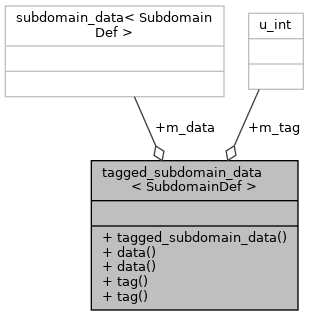 subdomain_data< Subdomain
Def >
u_int
+m_data
+m_tag
tagged_subdomain_data
< SubdomainDef >
+ tagged_subdomain_data()
+ data()
+ data()
+ tag()
+ tag()